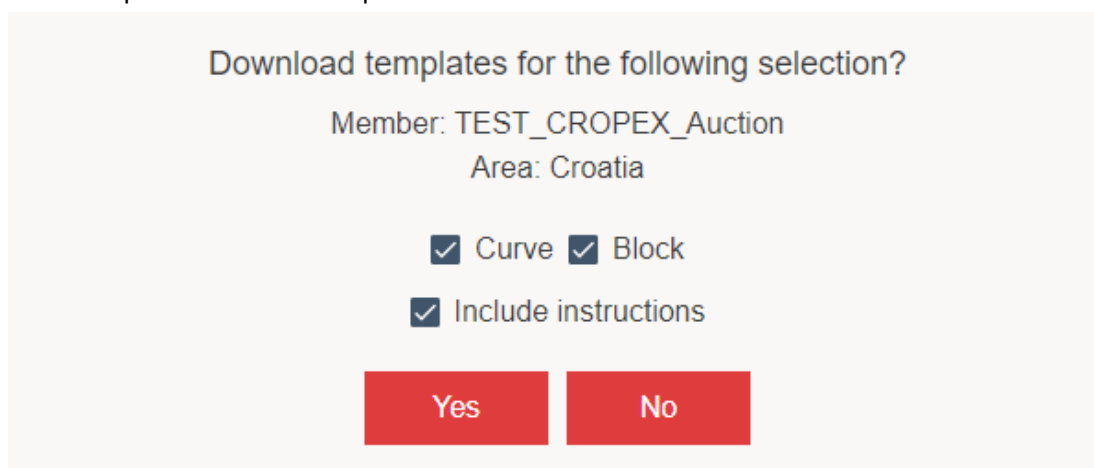 Download templates for the following selection?
Member: TEST_CROPEX_Auction
Area: Croatia
Curve Block
Include instructions
Yes No